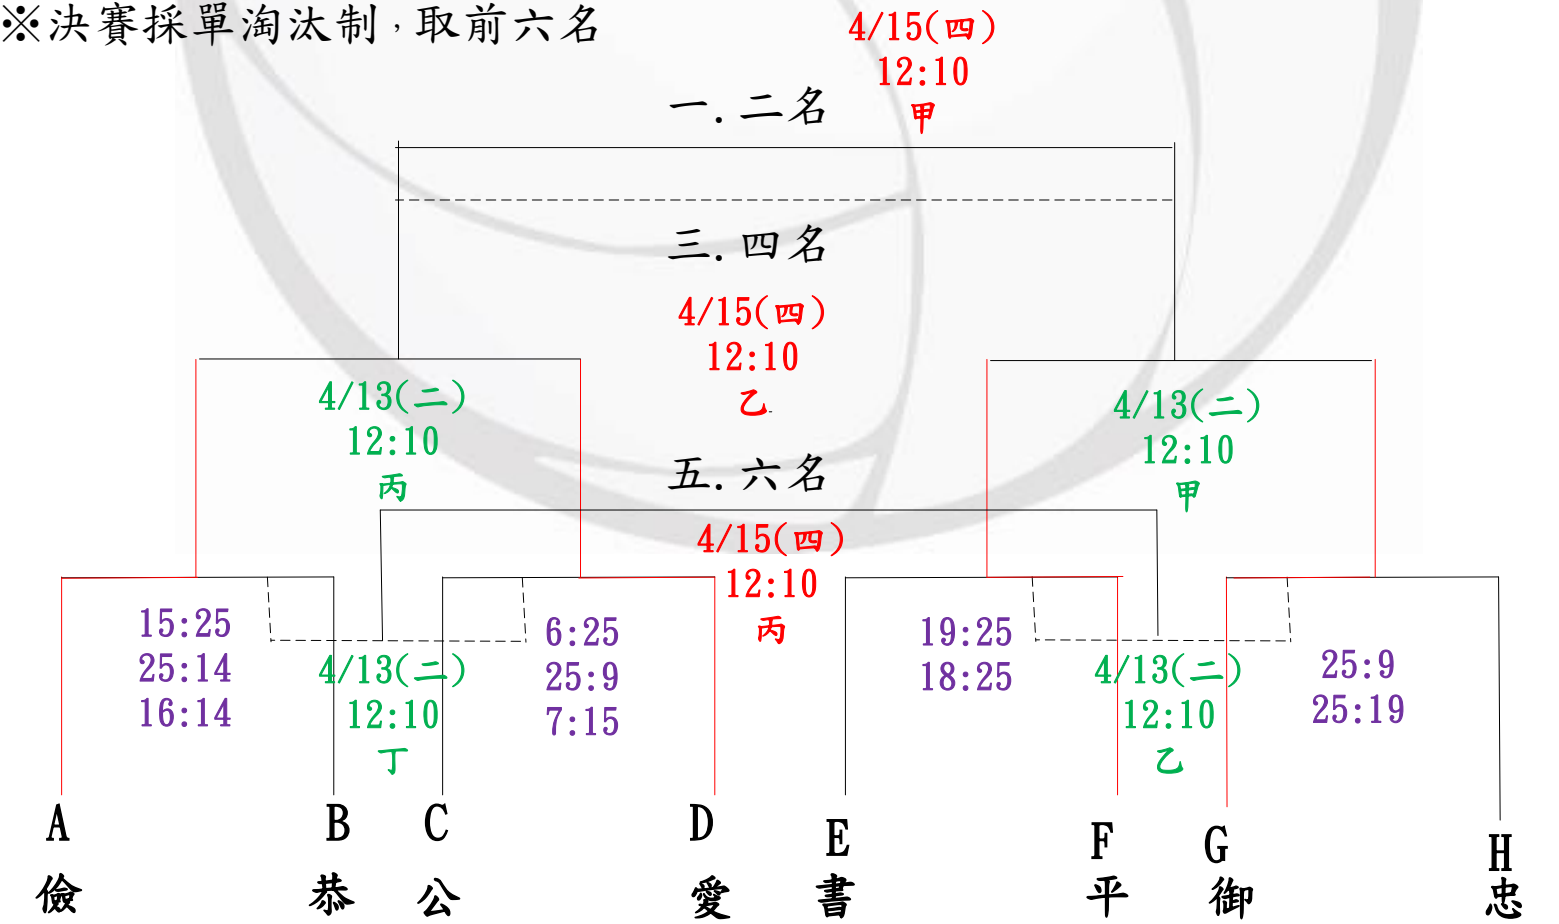 ※決賽採單淘汰制，取前六名
4/15(四)
12:10
甲
一.二名
三.四名
4/15(四)
12:10
乙
4/13(二)
12:10
丙
4/13(二)
12:10
甲
五.六名
4/15(四)
12:10
丙
15:25
25:14
16:14
4/13(二)
12:10
丁
6:25
25:9
7:15
19:25
18:25
4/13(二)
12:10
乙
25:9
25:19
A
B
C
D
E
F
G
H
儉
恭
公
愛
書
平
御
忠